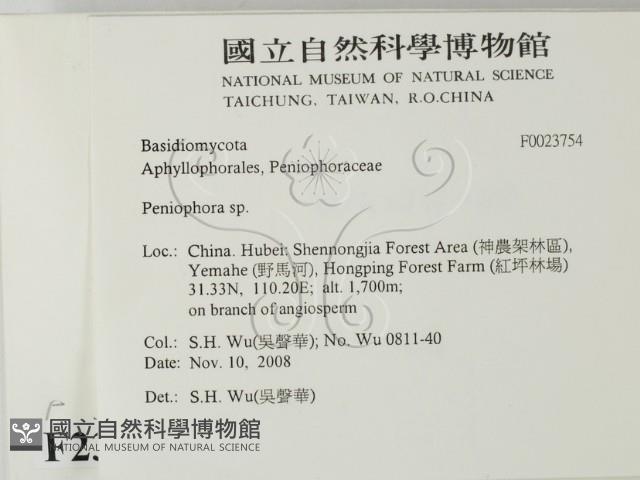 國立自然科學博物館
NATIONAL MUSEUM OF NATURAL SCIENCE
TAICHUNG, TAIWAN, R.O.CHINA
Basidiomycota F0023754
Aphyllophorales, Peniophoraceae
Peniophora sp.
Loc.: China. Hubei: Shennongjia Forest Area (神農架林區),
Yemahe (野馬河), Hongping Forest Farm (紅坪林場)
31.33N, 110.20E; alt. 1,700m;
on branch of angiosperm
Col.: S.H. Wu(吳聲華); No. Wu 0811-40
Date: Nov. 10, 2008
Det.: S.H. Wu(吳聲華)
國立自然科學博物館
NATIONAL MUSEUM OF NATURAL SCIENCE